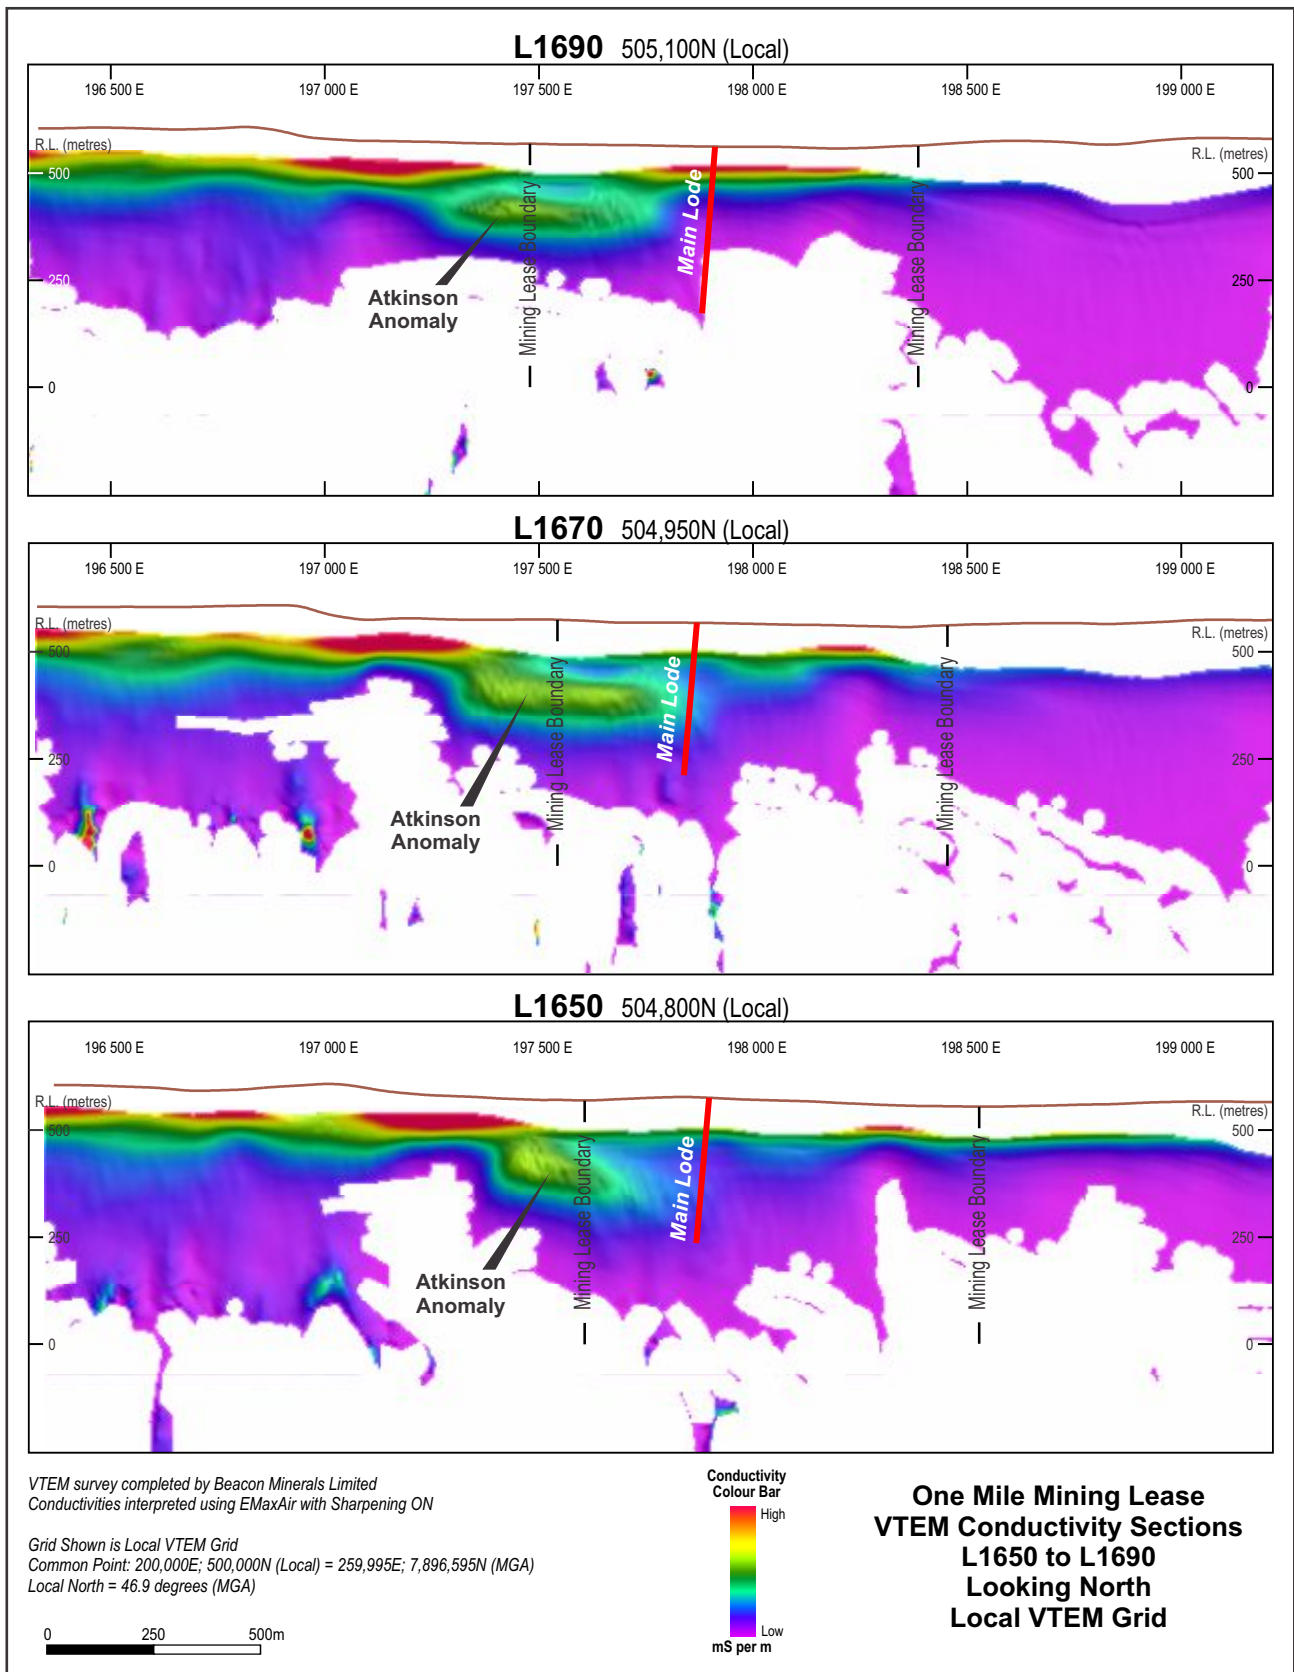 L1690 505,100N (Local)
196 500 E 197 000 E 197 500 E 198 000 E 198 500 E 199 000 E
R.L. (metres) R.L. (metres)
500 500
250 250
0 0
Main Lode
Mining Lease Boundary
Mining Lease Boundary
Atkinson
Anomaly
L1670 504,950N (Local)
196 500 E 197 000 E 197 500 E 198 000 E 198 500 E 199 000 E
R.L. (metres) R.L. (metres)
500 500
250 250
0 0
Main Lode
Mining Lease Boundary
Mining Lease Boundary
Atkinson
Anomaly
L1650 504,800N (Local)
196 500 E 197 000 E 197 500 E 198 000 E 198 500 E 199 000 E
R.L. (metres) R.L. (metres)
500 500
250 250
0 0
Main Lode
Mining Lease Boundary
Mining Lease Boundary
Atkinson
Anomaly
VTEM survey completed by Beacon Minerals Limited
Conductivities interpreted using EMaxAir with Sharpening ON
Grid Shown is Local VTEM Grid
Common Point: 200,000E; 500,000N (Local) = 259,995E; 7,896,595N (MGA)
Local North = 46.9 degrees (MGA)
0 250 500m
Conductivity
Colour Bar
High
Low
mS per m
One Mile Mining Lease
VTEM Conductivity Sections
L1650 to L1690
Looking North
Local VTEM Grid